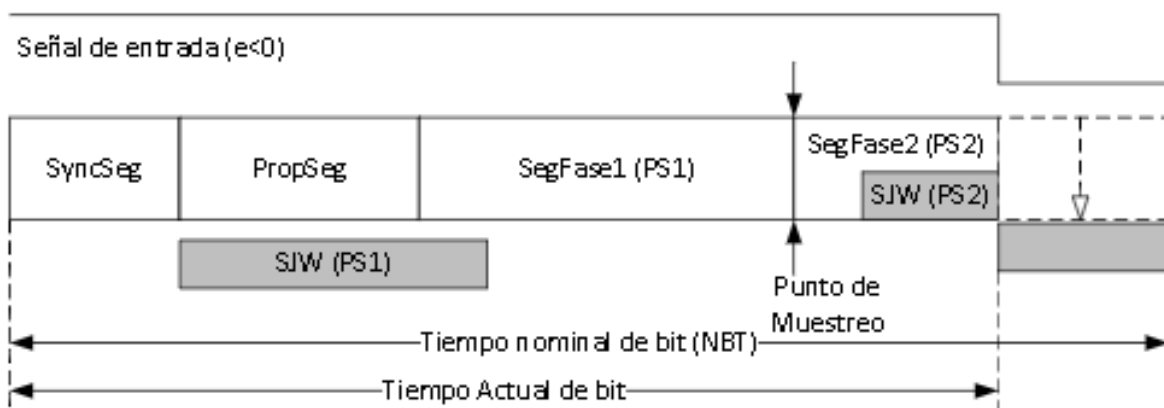 Señal de entrada (e<0)
SyncSeg
PropSeg
SegFase1 (PS1)
SegFase2 (PS2)
SJW (PS2)
SJW (PS1)
Punto de
Muestreo
Tiempo nominal de bit (NBT)
Tiempo Actual de bit